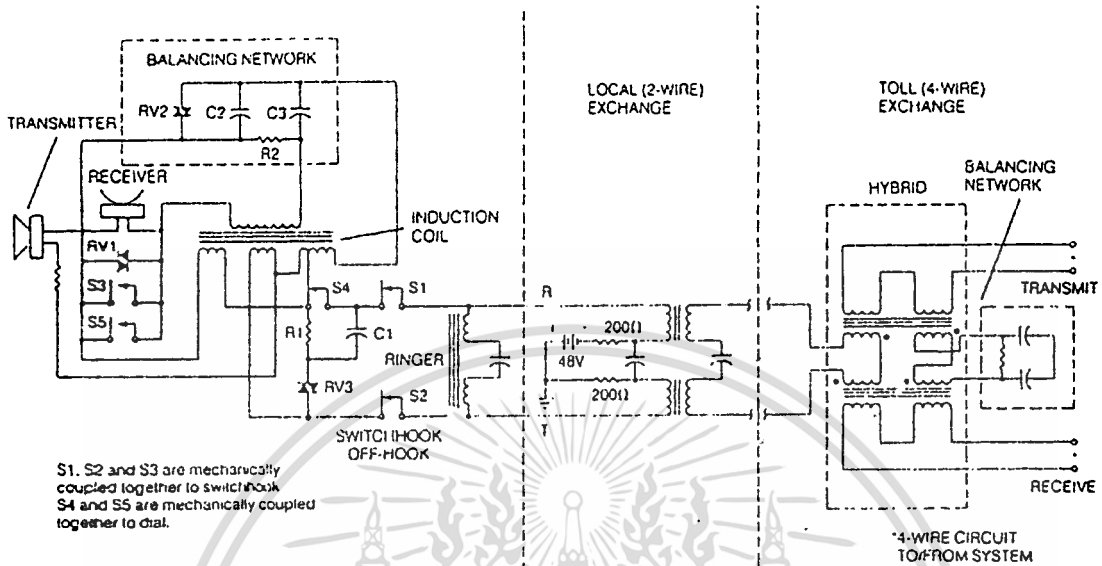 BALANCING NETWORK
RV2
C2
C3
R2
TRANSMITTER
RECEIVER
RV1
S3
S5
INDUCTION
COIL
S4
S1
R1
C1
RV3
RINGER
S2
SWITCHHOOK
OFF-HOOK
S1, S2 and S3 are mechanically
coupled together to switchhook
S4 and S5 are mechanically coupled
together to dial.
LOCAL (2-WIRE)
EXCHANGE
R
200Ω
48V
200Ω
T
TOLL (4-WIRE)
EXCHANGE
HYBRID
BALANCING
NETWORK
TRANSMIT
RECEIVE
*4-WIRE CIRCUIT
TO/FROM SYSTEM